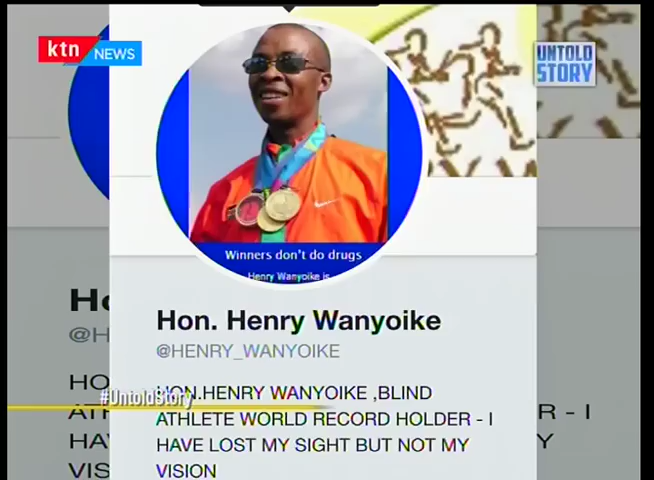 ktn NEWS
UNTOLD
STORY
Winners don't do drugs
Henry Wanyoike is
Hon. Henry Wanyoike
@HENRY_WANYOIKE
#UntoldStory
HON.HENRY WANYOIKE ,BLIND
ATHLETE WORLD RECORD HOLDER - I
HAVE LOST MY SIGHT BUT NOT MY
VISION